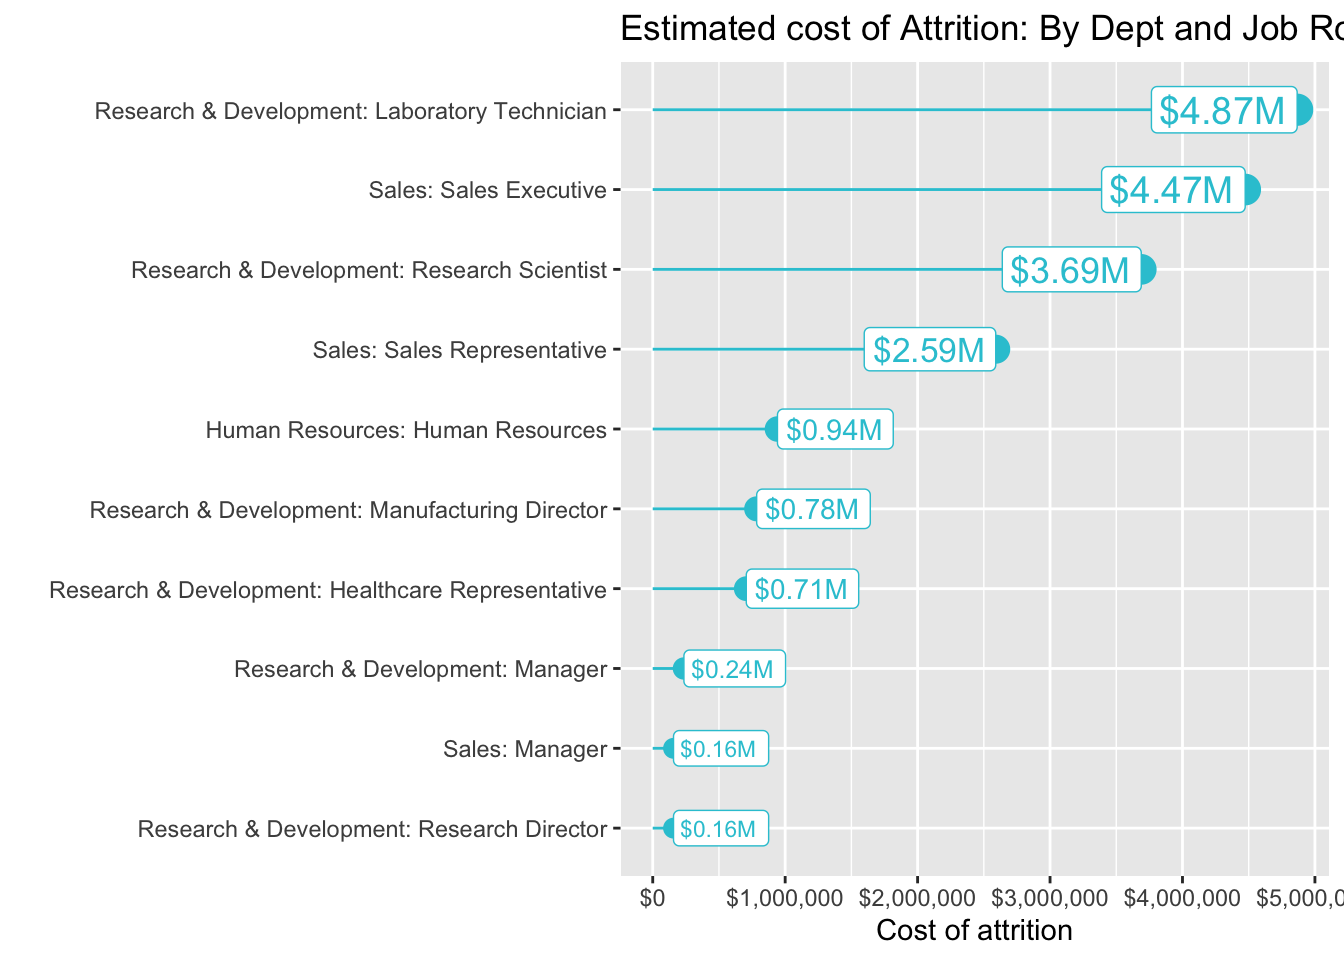 Estimated cost of Attrition: By Dept and Job Ro
Research & Development: Laboratory Technician
$4.87M
Sales: Sales Executive
$4.47M
Research & Development: Research Scientist
$3.69M
Sales: Sales Representative
$2.59M
Human Resources: Human Resources
$0.94M
Research & Development: Manufacturing Director
$0.78M
Research & Development: Healthcare Representative
$0.71M
Research & Development: Manager
$0.24M
Sales: Manager
$0.16M
Research & Development: Research Director
$0.16M
$0 $1,000,000 $2,000,000 $3,000,000 $4,000,000 $5,000,0
Cost of attrition